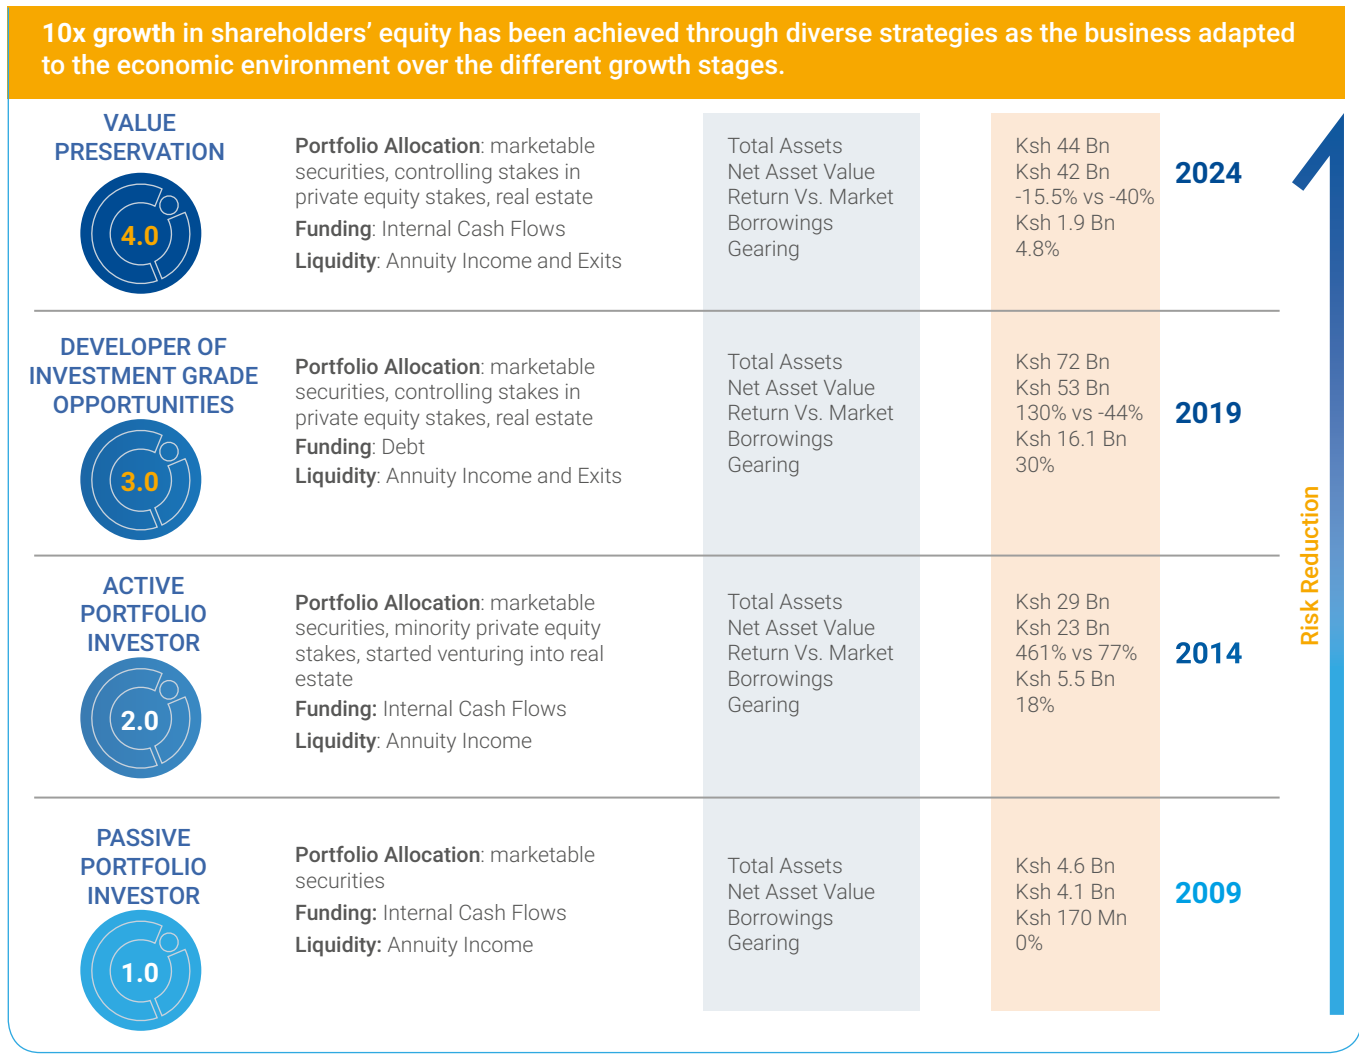 10x growth in shareholders’ equity has been achieved through diverse strategies as the business adapted
to the economic environment over the different growth stages.
VALUE
PRESERVATION
4.0
Portfolio Allocation: marketable
securities, controlling stakes in
private equity stakes, real estate
Funding: Internal Cash Flows
Liquidity: Annuity Income and Exits
Total Assets
Net Asset Value
Return Vs. Market
Borrowings
Gearing
Ksh 44 Bn
Ksh 42 Bn
-15.5% vs -40%
Ksh 1.9 Bn
4.8%
2024
DEVELOPER OF
INVESTMENT GRADE
OPPORTUNITIES
3.0
Portfolio Allocation: marketable
securities, controlling stakes in
private equity stakes, real estate
Funding: Debt
Liquidity: Annuity Income and Exits
Total Assets
Net Asset Value
Return Vs. Market
Borrowings
Gearing
Ksh 72 Bn
Ksh 53 Bn
130% vs -44%
Ksh 16.1 Bn
30%
2019
ACTIVE
PORTFOLIO
INVESTOR
2.0
Portfolio Allocation: marketable
securities, minority private equity
stakes, started venturing into real
estate
Funding: Internal Cash Flows
Liquidity: Annuity Income
Total Assets
Net Asset Value
Return Vs. Market
Borrowings
Gearing
Ksh 29 Bn
Ksh 23 Bn
461% vs 77%
Ksh 5.5 Bn
18%
2014
PASSIVE
PORTFOLIO
INVESTOR
1.0
Portfolio Allocation: marketable
securities
Funding: Internal Cash Flows
Liquidity: Annuity Income
Total Assets
Net Asset Value
Borrowings
Gearing
Ksh 4.6 Bn
Ksh 4.1 Bn
Ksh 170 Mn
0%
2009
Risk Reduction